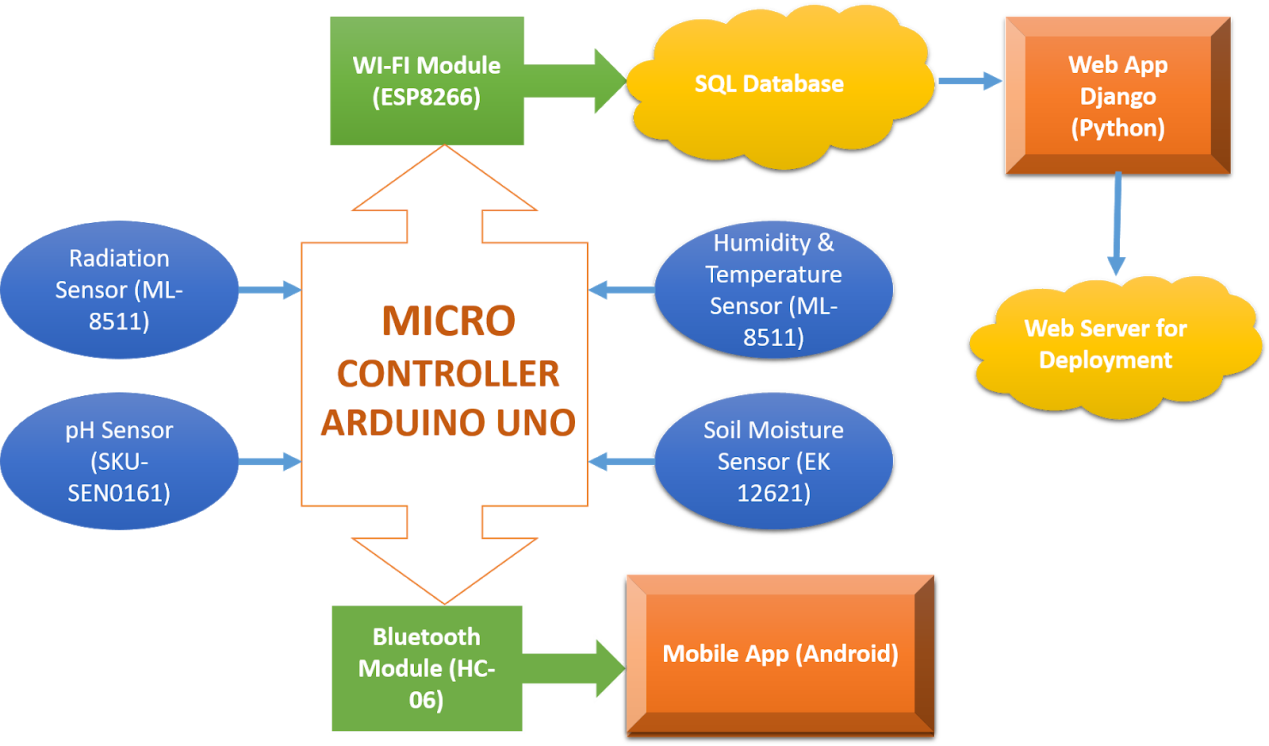 WI-FI Module
(ESP8266)
SQL Database
Web App
Django
(Python)
Radiation
Sensor (ML-
8511)
Humidity &
Temperature
Sensor (ML-
8511)
MICRO
CONTROLLER
ARDUINO UNO
Web Server for
Deployment
pH Sensor
(SKU-
SEN0161)
Soil Moisture
Sensor (EK
12621)
Bluetooth
Module (HC-
06)
Mobile App (Android)